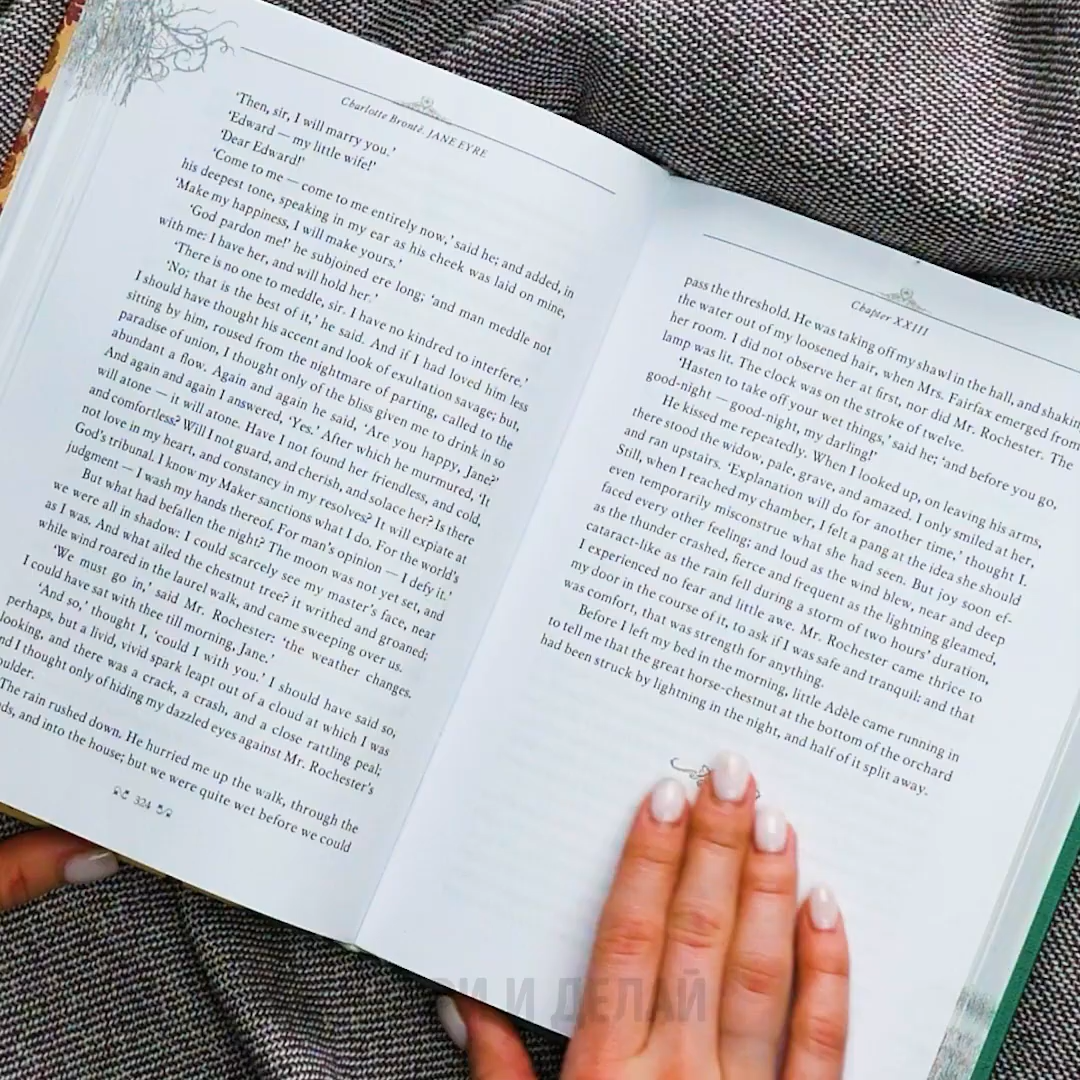 Charlotte Brontë. JANE EYRE
'Then, sir, I will marry you.'
'Edward — my little wife!'
'Dear Edward!'
'Come to me — come to me entirely now,' said he; and added, in
his deepest tone, speaking in my ear as his cheek was laid on mine,
'Make my happiness, I will make yours.'
'God pardon me!' he subjoined ere long; 'and man meddle not
with me: I have her, and will hold her.'
'There is no one to meddle, sir. I have no kindred to interfere.'
'No; that is the best of it,' he said. And if I had loved him less
I should have thought his accent and look of exultation savage; but,
sitting by him, roused from the nightmare of parting, called to the
paradise of union, I thought only of the bliss given me to drink in so
abundant a flow. Again and again he said, 'Are you happy, Jane?'
And again and again I answered, 'Yes.' After which he murmured, 'It
will atone — it will atone. Have I not found her friendless, and cold,
and comfortless? Will I not guard, and cherish, and solace her? Is there
not love in my heart, and constancy in my resolves? It will expiate at
God's tribunal. I know my Maker sanctions what I do. For the world's
judgment — I wash my hands thereof. For man's opinion — I defy it.'
But what had befallen the night? The moon was not yet set, and
we were all in shadow: I could scarcely see my master's face, near
as I was. And what ailed the chestnut tree? it writhed and groaned;
while wind roared in the laurel walk, and came sweeping over us.
'We must go in,' said Mr. Rochester: 'the weather changes.
I could have sat with thee till morning, Jane.'
'And so,' thought I, 'could I with you.' I should have said so,
perhaps, but a livid, vivid spark leapt out of a cloud at which I was
looking, and there was a crack, a crash, and a close rattling peal;
and I thought only of hiding my dazzled eyes against Mr. Rochester's
shoulder.
The rain rushed down. He hurried me up the walk, through the
and into the house; but we were quite wet before we could
324
Chapter XXIII
pass the threshold. He was taking off my shawl in the hall, and shaking
the water out of my loosened hair, when Mrs. Fairfax emerged from
her room. I did not observe her at first, nor did Mr. Rochester. The
lamp was lit. The clock was on the stroke of twelve.
'Hasten to take off your wet things,' said he; 'and before you go,
good-night — good-night, my darling!'
He kissed me repeatedly. When I looked up, on leaving his arms,
there stood the widow, pale, grave, and amazed. I only smiled at her,
and ran upstairs. 'Explanation will do for another time,' thought I.
Still, when I reached my chamber, I felt a pang at the idea she should
even temporarily misconstrue what she had seen. But joy soon ef-
faced every other feeling; and loud as the wind blew, near and deep
as the thunder crashed, fierce and frequent as the lightning gleamed,
cataract-like as the rain fell during a storm of two hours' duration,
I experienced no fear and little awe. Mr. Rochester came thrice to
my door in the course of it, to ask if I was safe and tranquil: and that
was comfort, that was strength for anything.
Before I left my bed in the morning, little Adèle came running in
to tell me that the great horse-chestnut at the bottom of the orchard
had been struck by lightning in the night, and half of it split away.
И ДЕЛАЙ